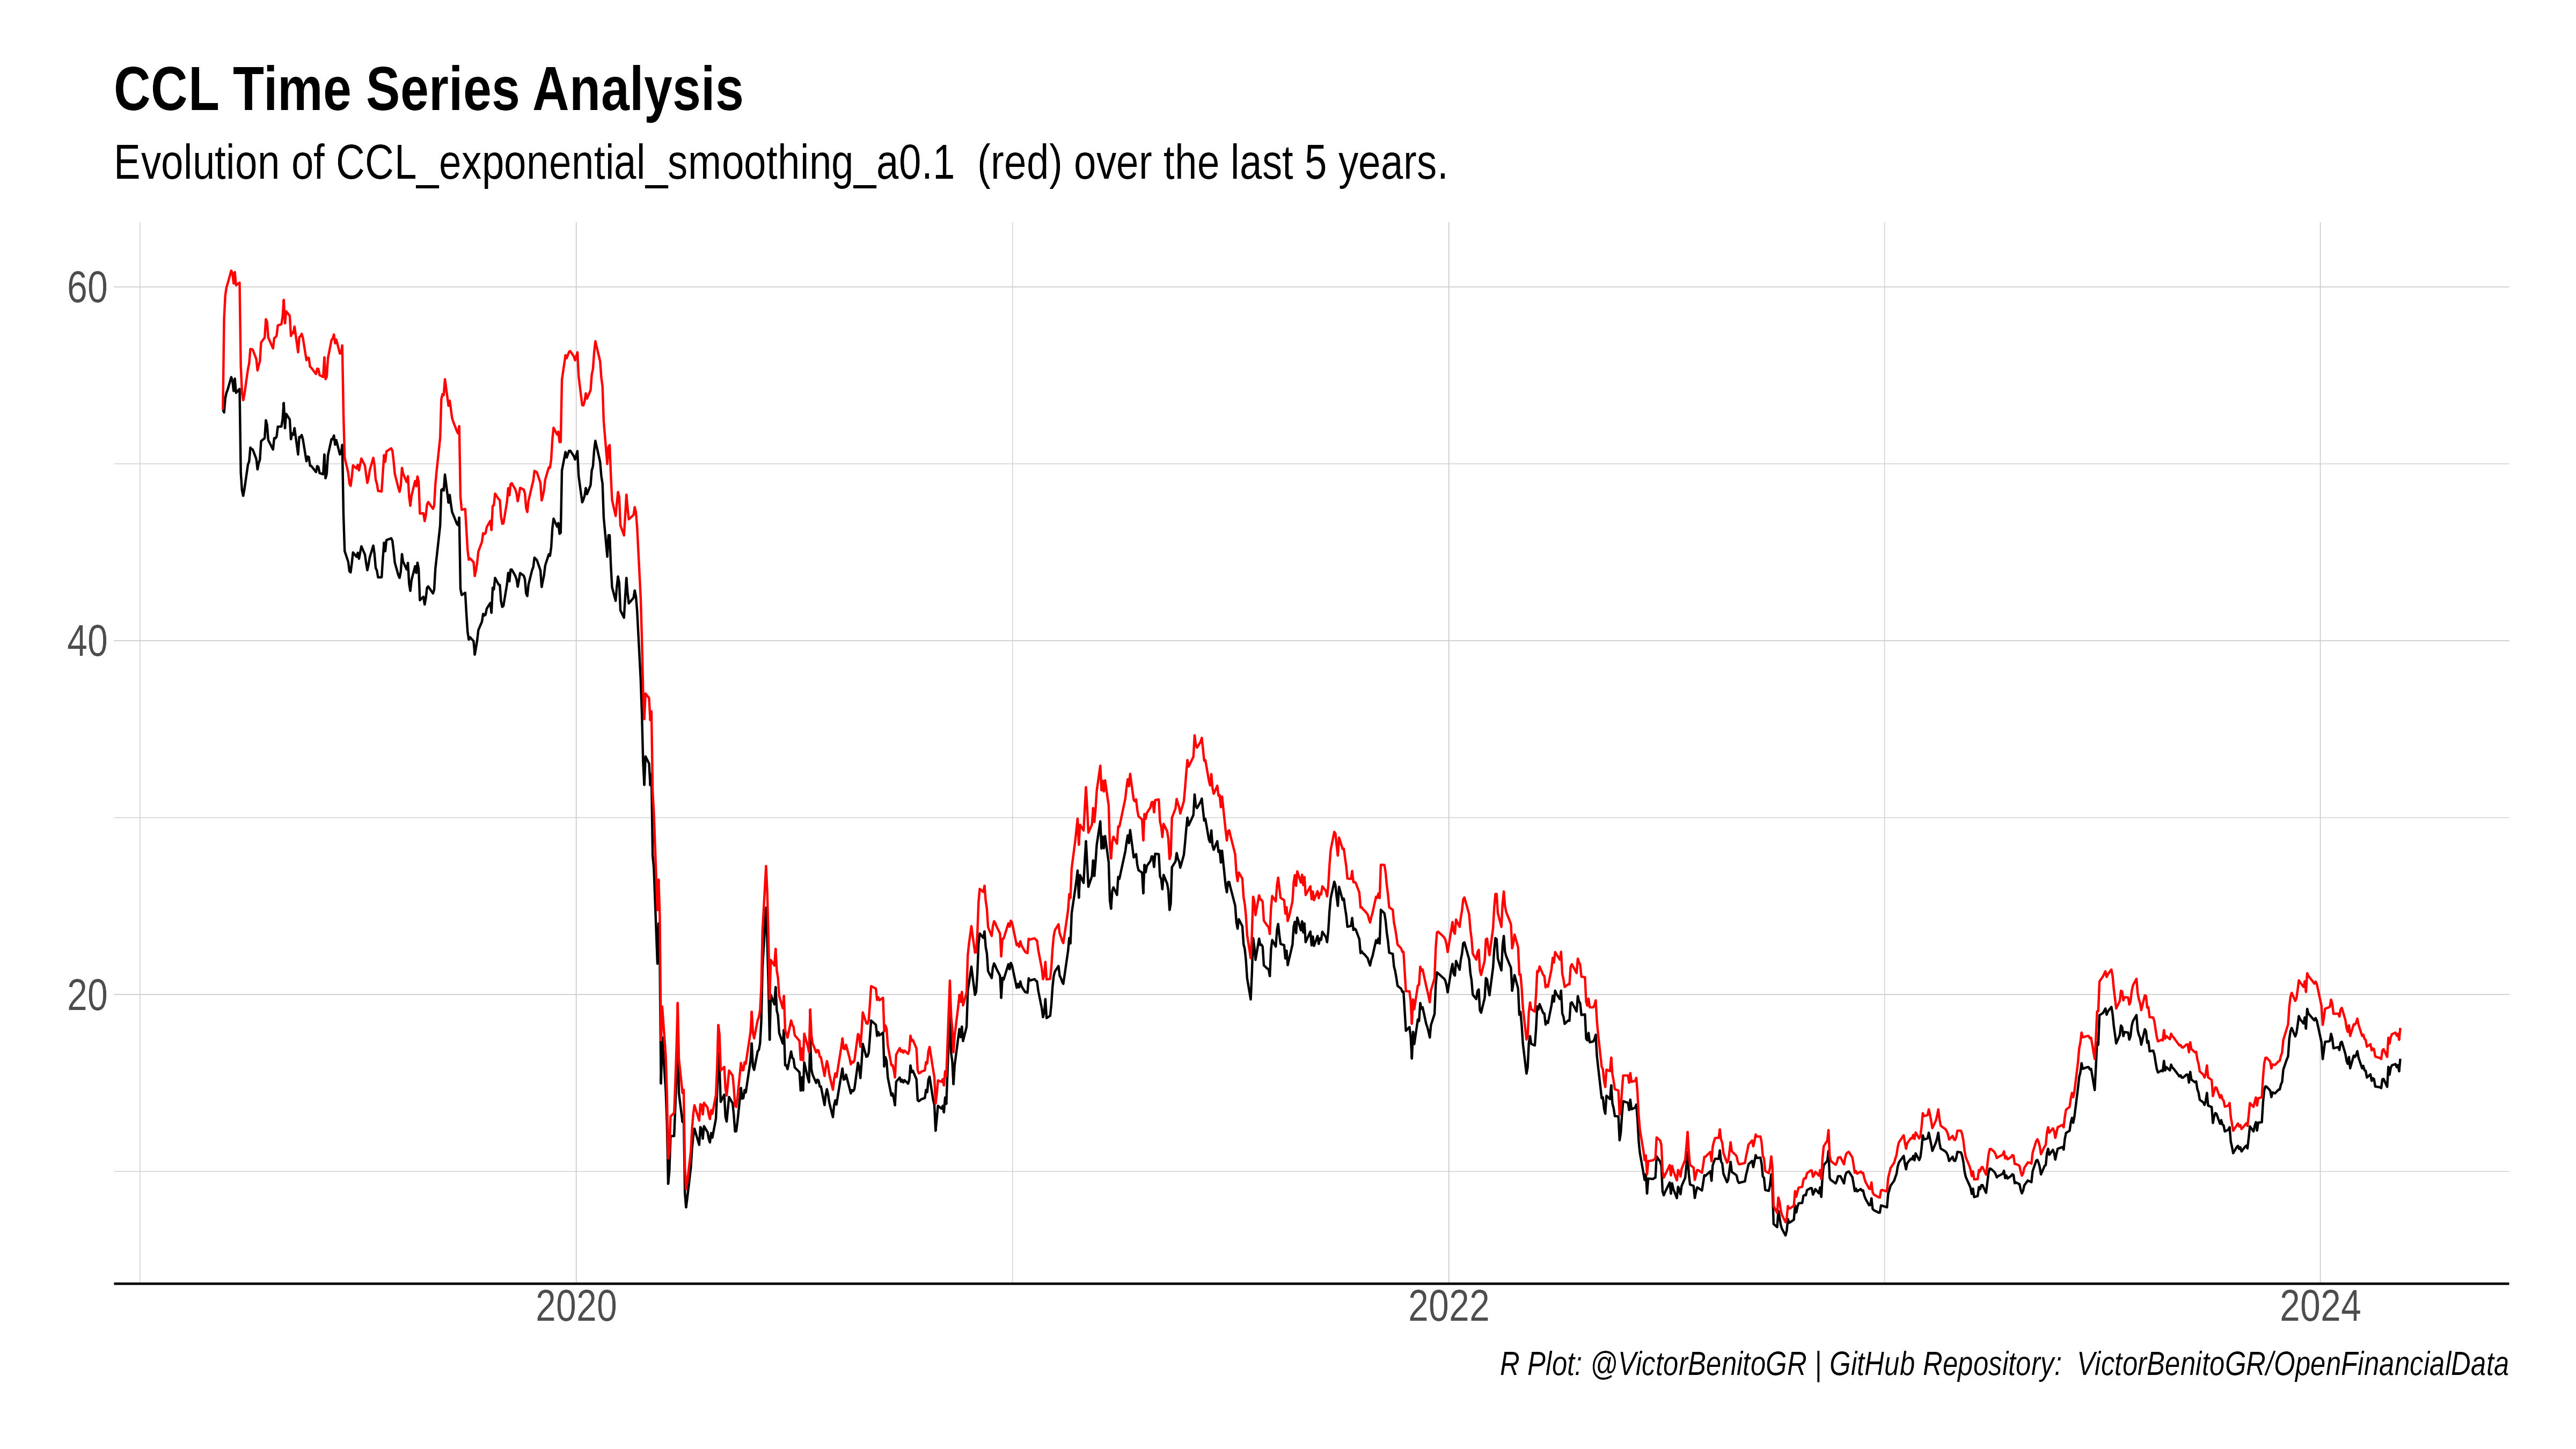 CCL Time Series Analysis
Evolution of CCL_exponential_smoothing_a0.1  (red) over the last 5 years.
60
40
20
2020 2022 2024
R Plot: @VictorBenitoGR | GitHub Repository:  VictorBenitoGR/OpenFinancialData